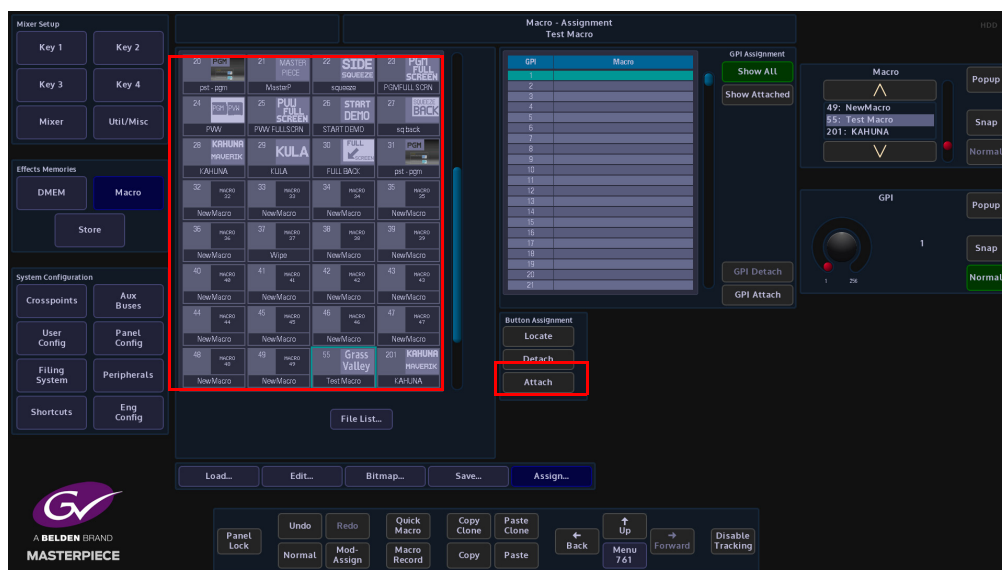 Mixer Setup
Key 1
Key 2
Key 3
Key 4
Mixer
Util/Misc
Effects Memories
DMEM
Macro
Store
System Configuration
Crosspoints
Aux
Buses
User
Config
Panel
Config
Filing
System
Peripherals
Shortcuts
Eng
Config
A BELDEN BRAND
MASTERPIECE
Macro - Assignment
Test Macro
HDD
20 PGM
pst - pgm
21 MASTER
PIECE
MasterP
22 SIDE
SQUEEZE
squeeze
23 PGM
FULL
SCREEN
PGMFULL SCRN
24 PGM PVW
PVW
25 PUU
FULL
SCREEN
PVW FULLSCRN
26 START
DEMO
START DEMO
27 SQUEEZE
BACK
sq back
28 KAHUNA
MAVERIK
KAHUNA
29 KULA
KULA
30 FULL
SCREEN
FULL BACK
31 PGM
pst - pgm
32 MACRO
32
NewMacro
33 MACRO
33
NewMacro
34 MACRO
34
NewMacro
35 MACRO
35
NewMacro
36 MACRO
36
NewMacro
37 MACRO
37
Wipe
38 MACRO
38
NewMacro
39 MACRO
39
NewMacro
40 MACRO
40
NewMacro
41 MACRO
41
NewMacro
42 MACRO
42
NewMacro
43 MACRO
43
NewMacro
44 MACRO
44
NewMacro
45 MACRO
45
NewMacro
46 MACRO
46
NewMacro
47 MACRO
47
NewMacro
48 MACRO
48
NewMacro
49 MACRO
49
NewMacro
55 Grass
Valley
Test Macro
201 KAHUNA
MAVERIK
KAHUNA
File List...
GPI Macro
1
2
3
4
5
6
7
8
9
10
11
12
13
14
15
16
17
18
19
20
21
GPI Assignment
Show All
Show Attached
GPI Detach
GPI Attach
Button Assignment
Locate
Detach
Attach
Macro
49: NewMacro
55: Test Macro
201: KAHUNA
Popup
Snap
Normal
GPI
1
1 256
Popup
Snap
Normal
Load...
Edit...
Bitmap...
Save...
Assign...
Panel
Lock
Undo
Redo
Quick
Macro
Copy
Clone
Paste
Clone
Normal
Mod-
Assign
Macro
Record
Copy
Paste
← Back
↑ Up
Menu
761
→ Forward
Disable
Tracking